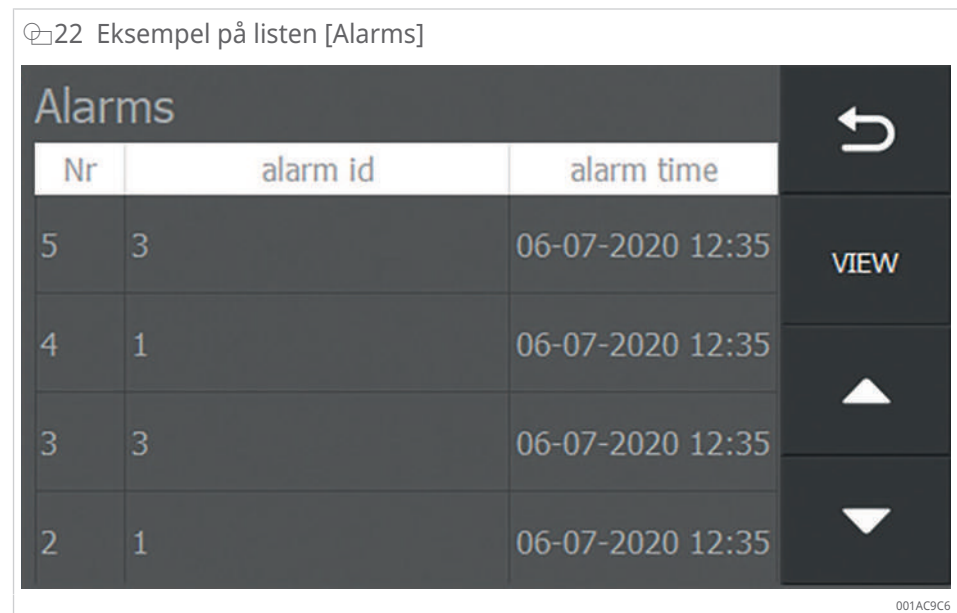 22 Eksempel på listen [Alarms]
Alarms
Nr alarm id alarm time
5 3 06-07-2020 12:35
VIEW
4 1 06-07-2020 12:35
3 3 06-07-2020 12:35
2 1 06-07-2020 12:35
001AC9C6